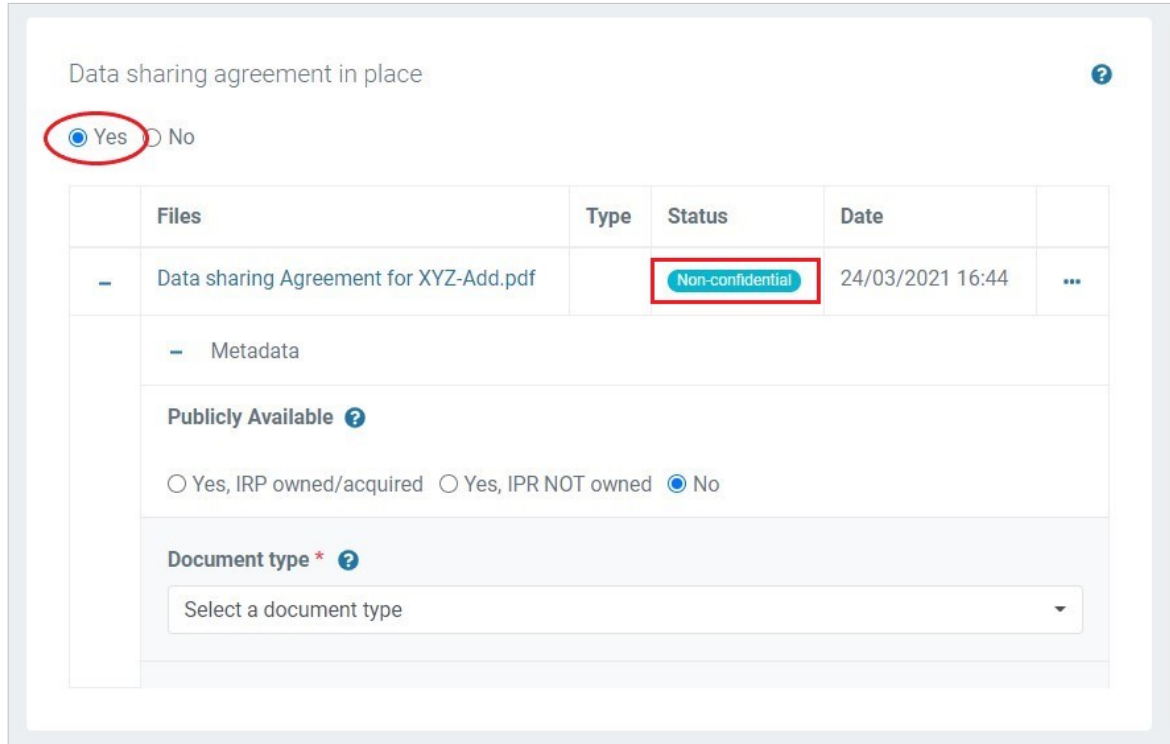 Data sharing agreement in place
Yes No
Files Type Status Date
Data sharing Agreement for XYZ-Add.pdf Non-confidential 24/03/2021 16:44
Metadata
Publicly Available
Yes, IRP owned/acquired Yes, IPR NOT owned No
Document type *
Select a document type